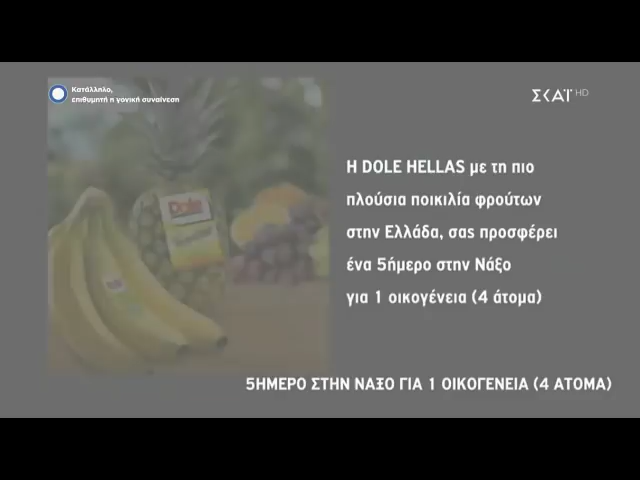 Κατάλληλο,
επιθυμητή η γονική συναίνεση
ΣΚΑΪ HD
Η DOLE HELLAS με τη πιο
πλούσια ποικιλία φρούτων
στην Ελλάδα, σας προσφέρει
ένα 5ήμερο στην Νάξο
για 1 οικογένεια (4 άτομα)
Dole
5ΗΜΕΡΟ ΣΤΗΝ ΝΑΞΟ ΓΙΑ 1 ΟΙΚΟΓΕΝΕΙΑ (4 ΑΤΟΜΑ)